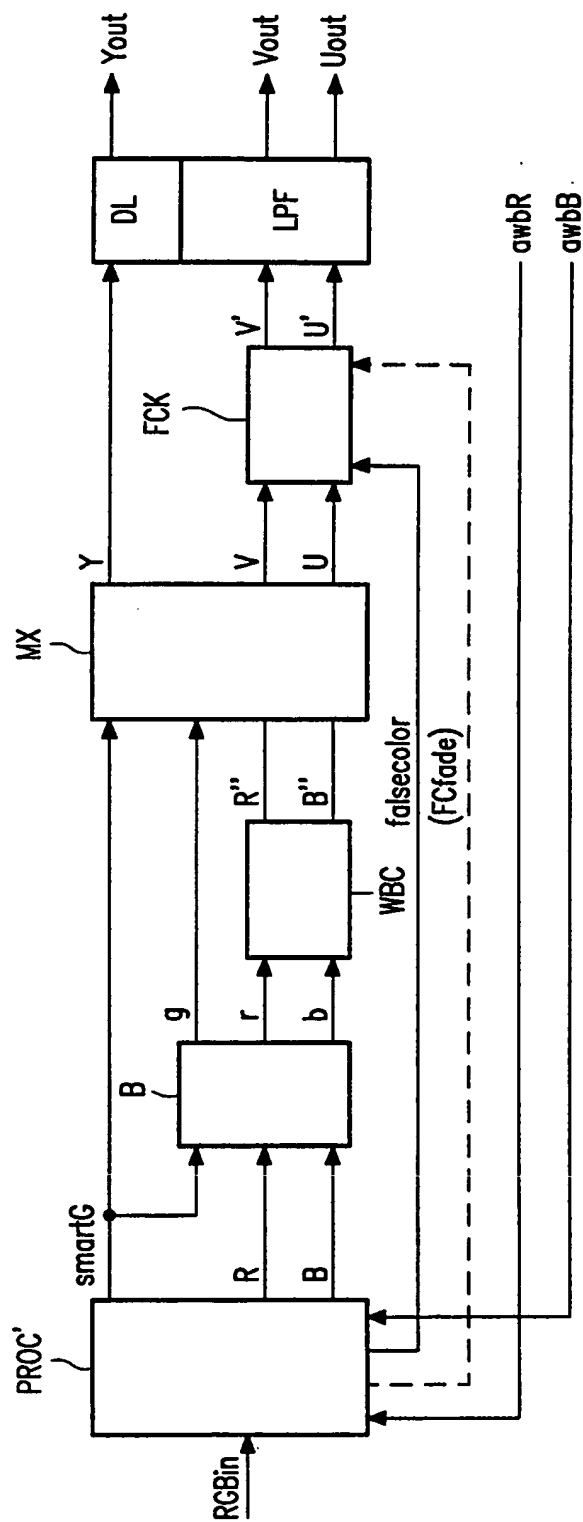 RGBin
PROC'
smartG
R
B
B
g
r
b
WBC
R"
B"
MX
Y
V
U
falsecolor
(FCfade)
FCK
V'
U'
DL
LPF
Yout
Vout
Uout
awbR
awbB